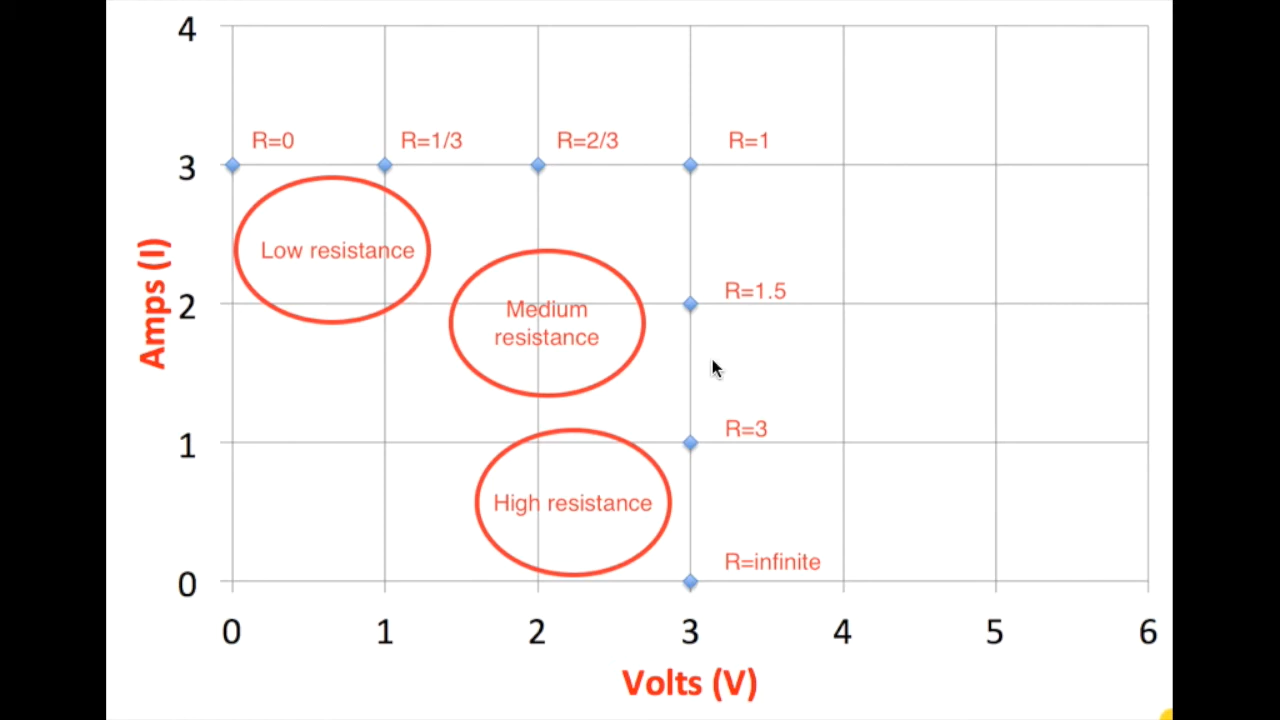 4
R=0 R=1/3 R=2/3 R=1
3
Low resistance
R=1.5
2
Medium
resistance
Amps (I)
R=3
1
High resistance
R=infinite
0
0 1 2 3 4 5 6
Volts (V)